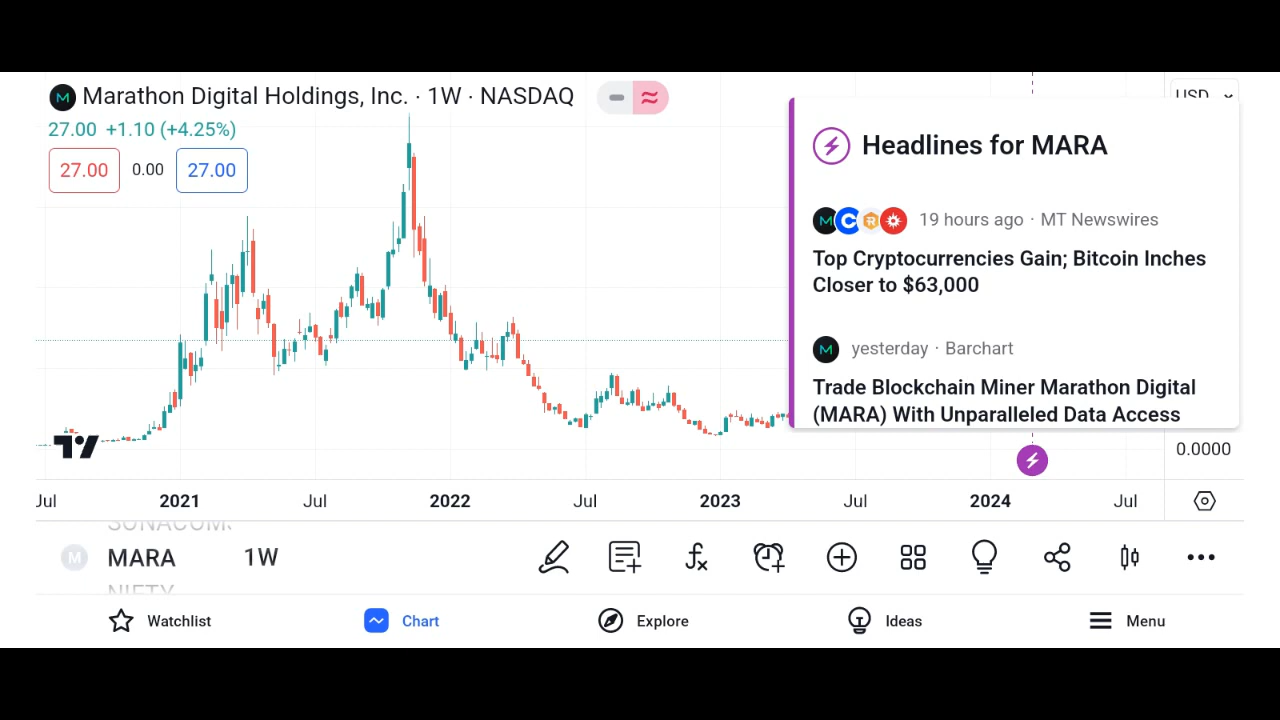 Marathon Digital Holdings, Inc. · 1W · NASDAQ
27.00 +1.10 (+4.25%)
27.00 0.00 27.00
USD
Headlines for MARA
19 hours ago · MT Newswires
Top Cryptocurrencies Gain; Bitcoin Inches
Closer to $63,000
yesterday · Barchart
Trade Blockchain Miner Marathon Digital
(MARA) With Unparalleled Data Access
0.0000
Jul 2021 Jul 2022 Jul 2023 Jul 2024 Jul
M MARA 1W
NIFTY
Watchlist Chart Explore Ideas Menu